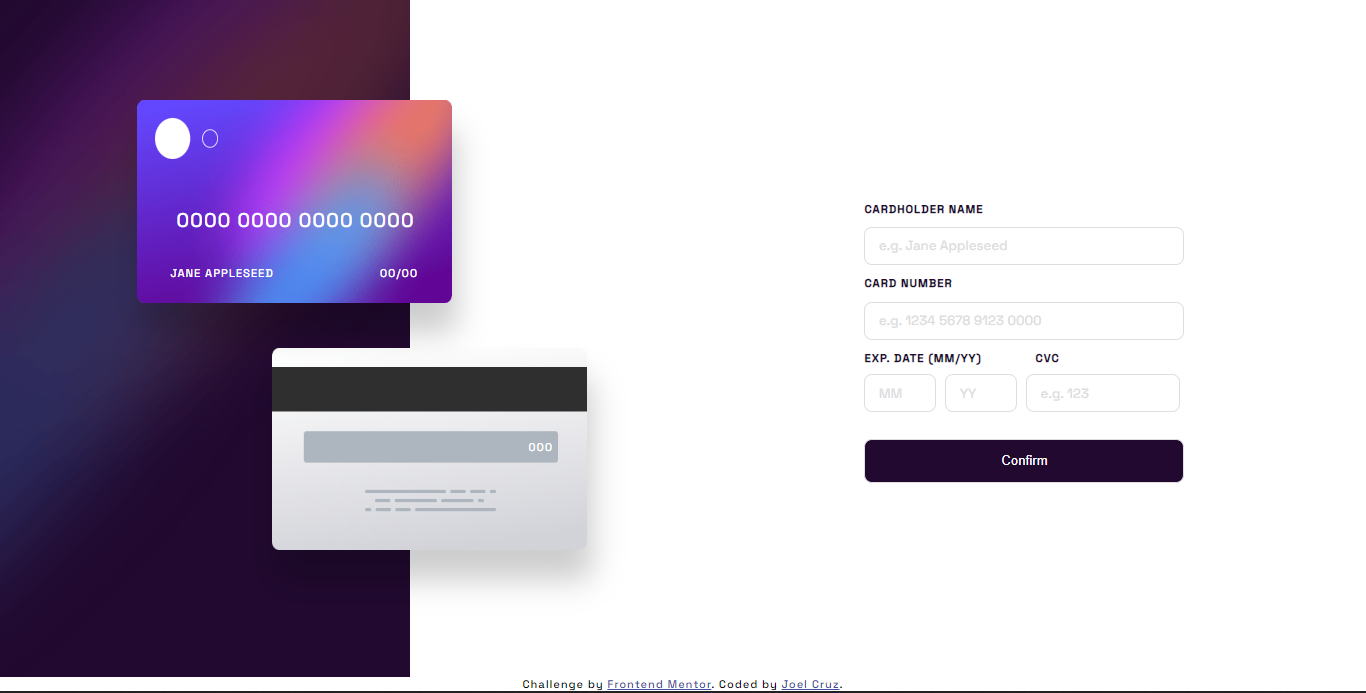 0000 0000 0000 0000
JANE APPLESEED 00/00
000
CARDHOLDER NAME
e.g. Jane Appleseed
CARD NUMBER
e.g. 1234 5678 9123 0000
EXP. DATE (MM/YY) CVC
MM YY e.g. 123
Confirm
Challenge by Frontend Mentor. Coded by Joel Cruz.